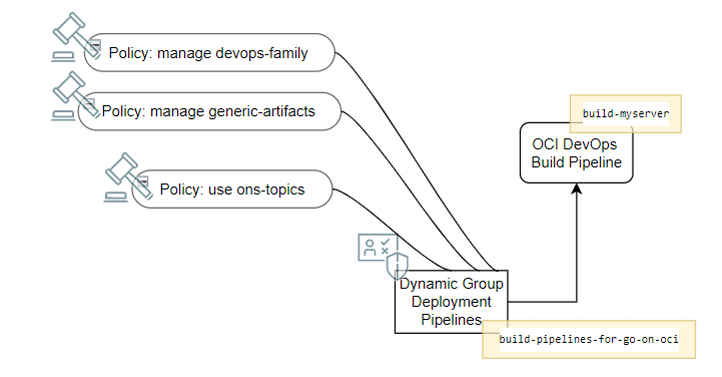 Policy: manage devops-family
Policy: manage generic-artifacts
build-myserver
OCI DevOps
Build Pipeline
Policy: use ons-topics
Dynamic Group
Deployment
Pipelines
build-pipelines-for-go-on-oci